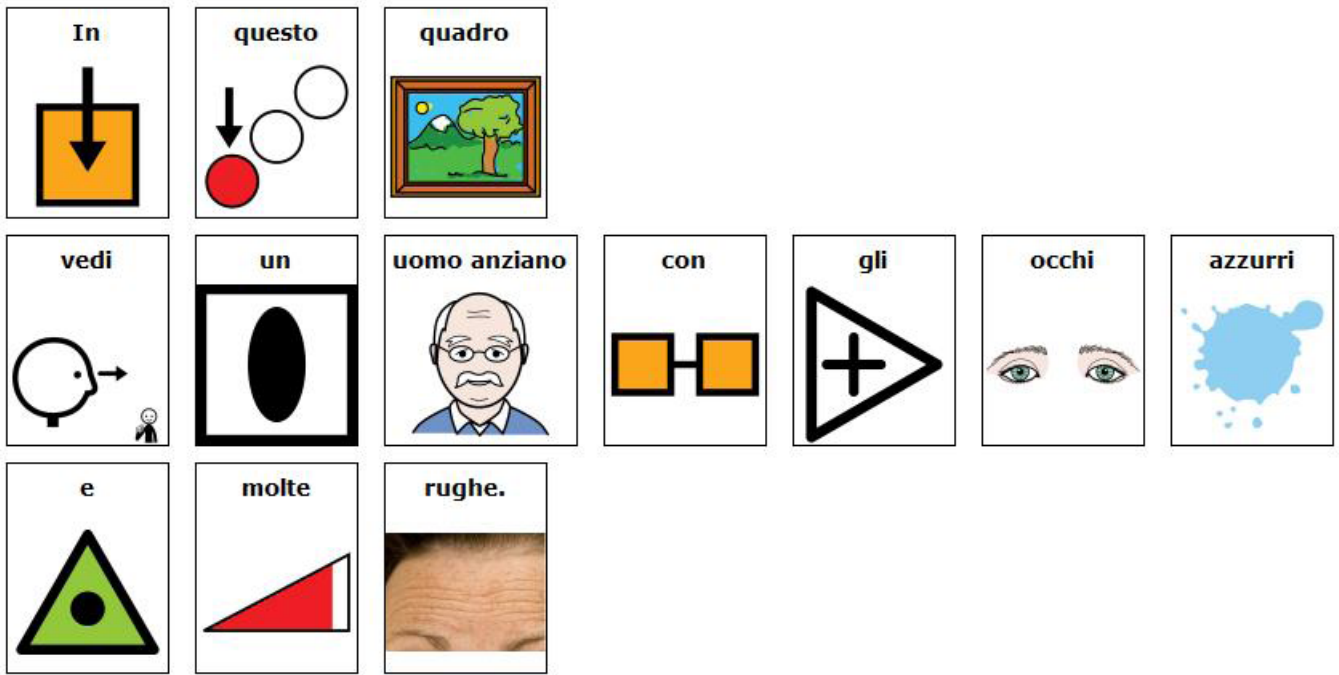 In questo quadro
vedi un uomo anziano con gli occhi azzurri
e molte rughe.